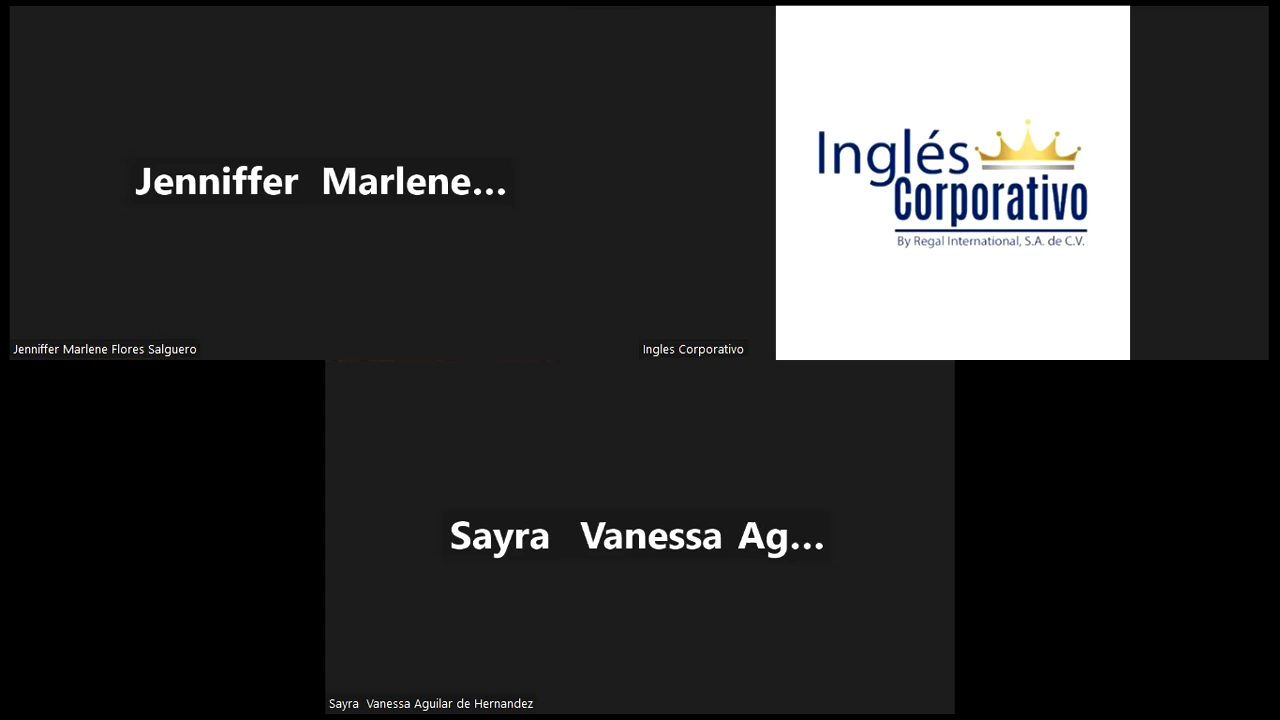 Jenniffer Marlene...
Inglés
Corporativo
By Regal International, S.A. de C.V.
Jenniffer Marlene Flores Salguero
Ingles Corporativo
Sayra Vanessa Ag...
Sayra Vanessa Aguilar de Hernandez